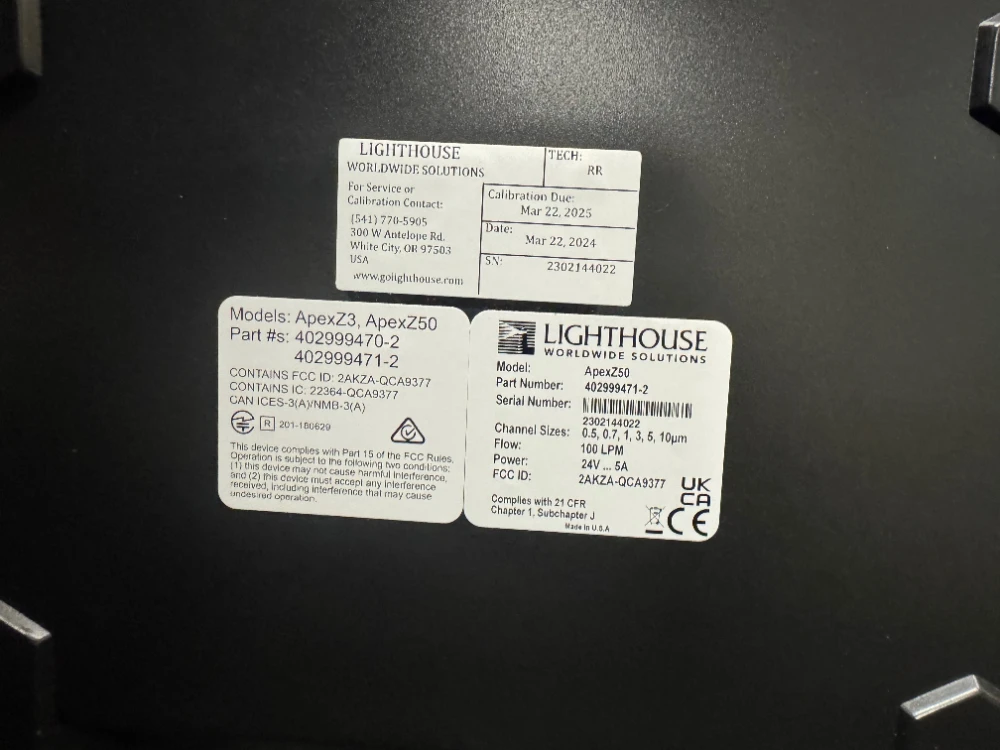 LIGHTHOUSE
WORLDWIDE SOLUTIONS
For Service or
Calibration Contact:
(541) 770-5905
300 W Antelope Rd.
White City, OR 97503
USA
www.golighthouse.com
TECH:
RR
Calibration Due:
Mar 22, 2025
Date:
Mar 22, 2024
SN:
2302144022
Models: ApexZ3, ApexZ50
Part #s: 402999470-2
402999471-2
CONTAINS FCC ID: 2AKZA-QCA9377
CONTAINS IC: 22364-QCA9377
CAN ICES-3(A)/NMB-3(A)
R 201-180629
This device complies with Part 15 of the FCC Rules.
Operation is subject to the following two conditions:
(1) this device may not cause harmful interference,
and (2) this device must accept any interference
received, including interference that may cause
undesired operation.
LIGHTHOUSE
WORLDWIDE SOLUTIONS
Model: ApexZ50
Part Number: 402999471-2
Serial Number:
2302144022
Channel Sizes: 0.5, 0.7, 1, 3, 5, 10µm
Flow: 100 LPM
Power: 24V ... 5A
FCC ID: 2AKZA-QCA9377
Complies with 21 CFR
Chapter 1, Subchapter J
Made in U.S.A
UK
CA
CE